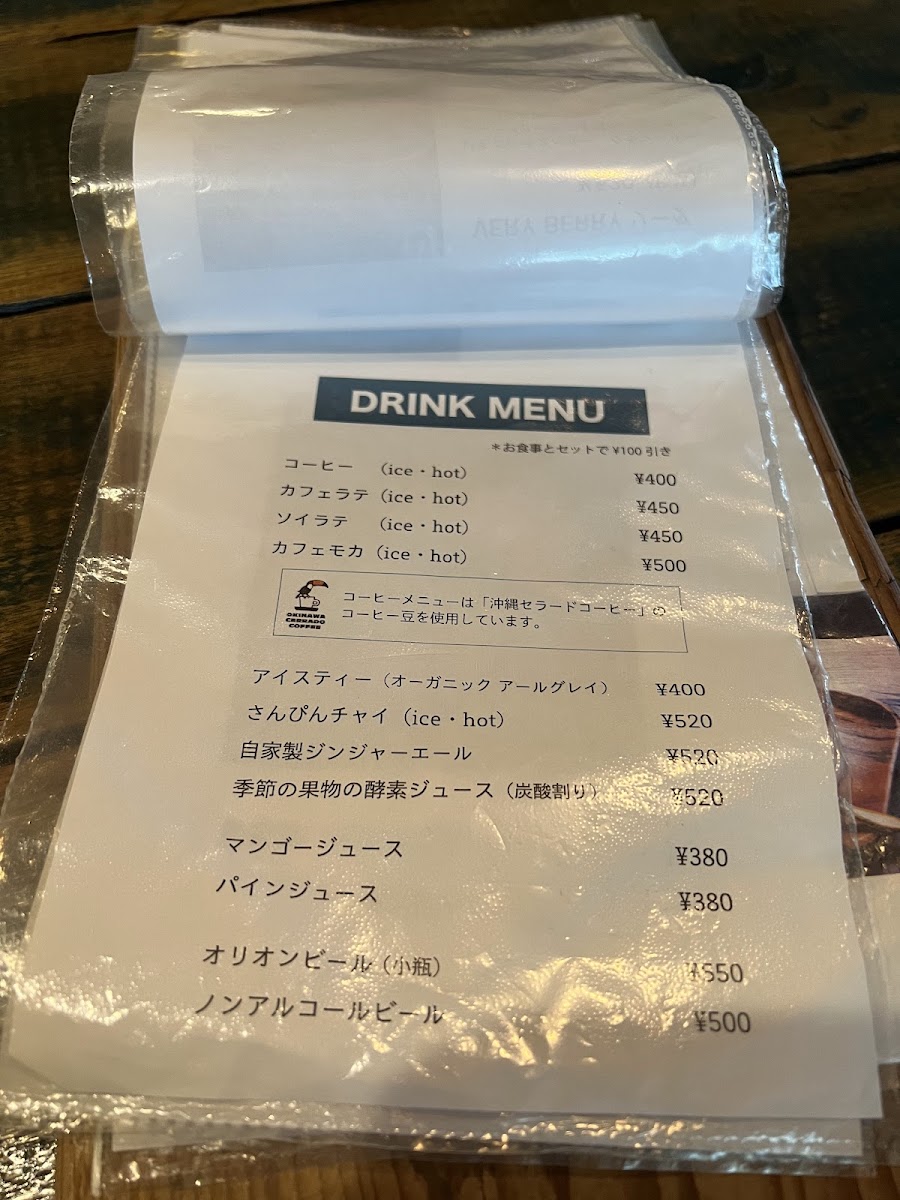 VERY BERRY ソーダ
DRINK MENU
＊お食事とセットで ¥100 引き
コーヒー （ice・hot） ¥400
カフェラテ（ice・hot） ¥450
ソイラテ （ice・hot） ¥450
カフェモカ（ice・hot） ¥500
OKINAWA
CERRADO
COFFEE
コーヒーメニューは「沖縄セラードコーヒー」の
コーヒー豆を使用しています。
アイスティー（オーガニック アールグレイ） ¥400
さんぴんチャイ（ice・hot） ¥520
自家製ジンジャーエール ¥520
季節の果物の酵素ジュース（炭酸割り） ¥520
マンゴージュース ¥380
パインジュース ¥380
オリオンビール（小瓶） ¥550
ノンアルコールビール ¥500